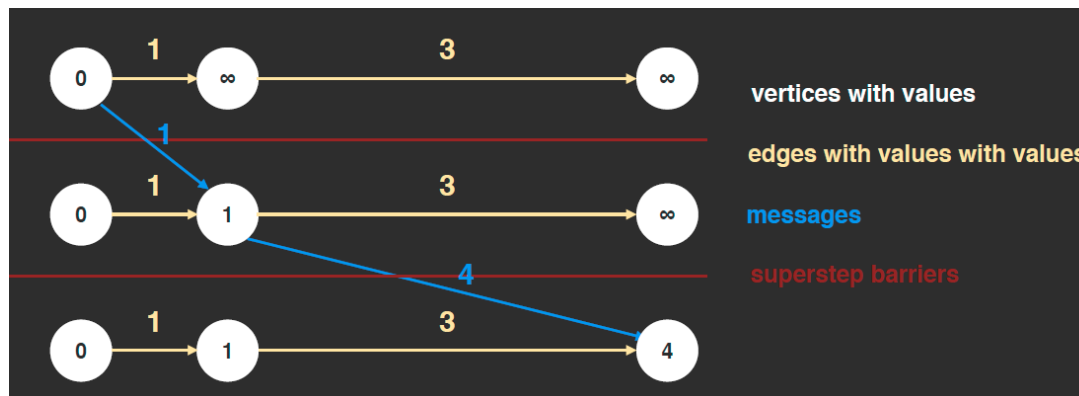 1 3
0 ∞ ∞
vertices with values
1
edges with values with values
1 3
0 1 ∞
messages
4
superstep barriers
1 3
0 1 4